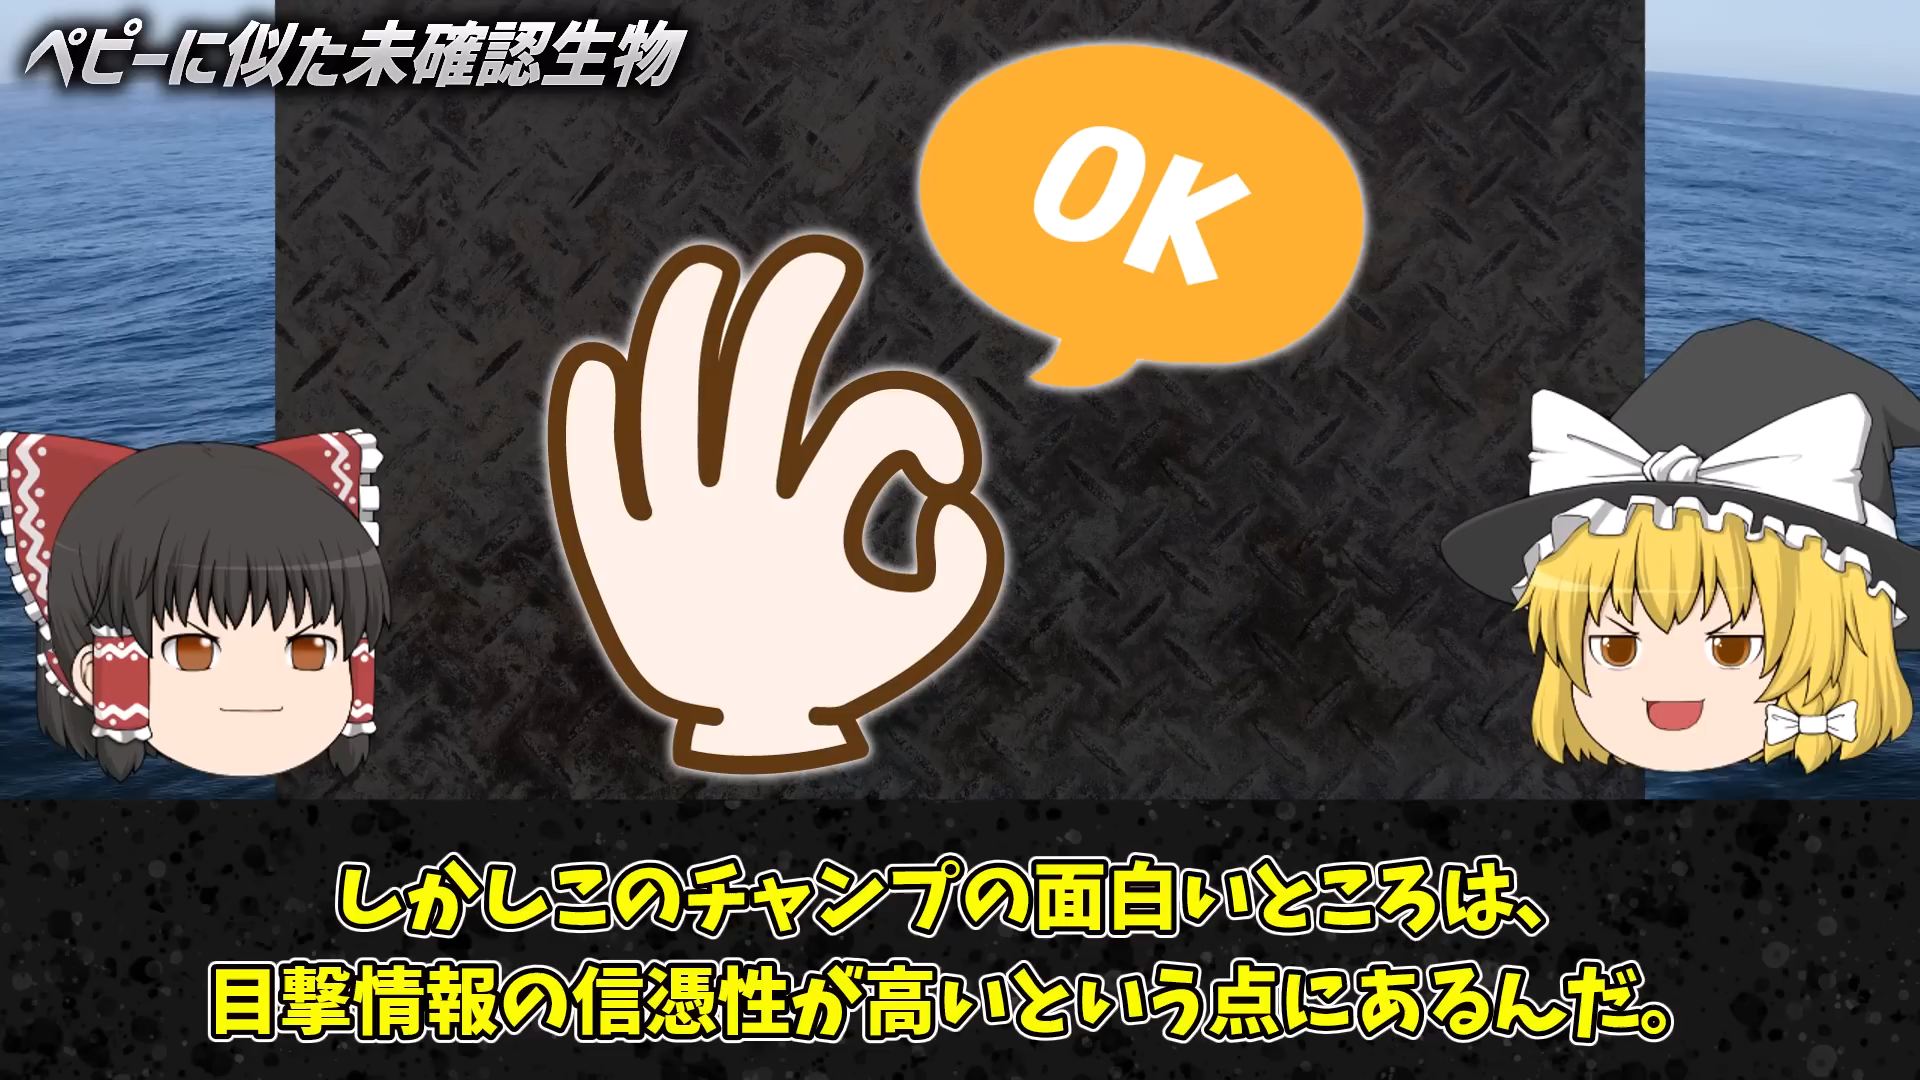 ペピーに似た未確認生物
OK
しかしこのチャンプの面白いところは、
目撃情報の信憑性が高いという点にあるんだ。